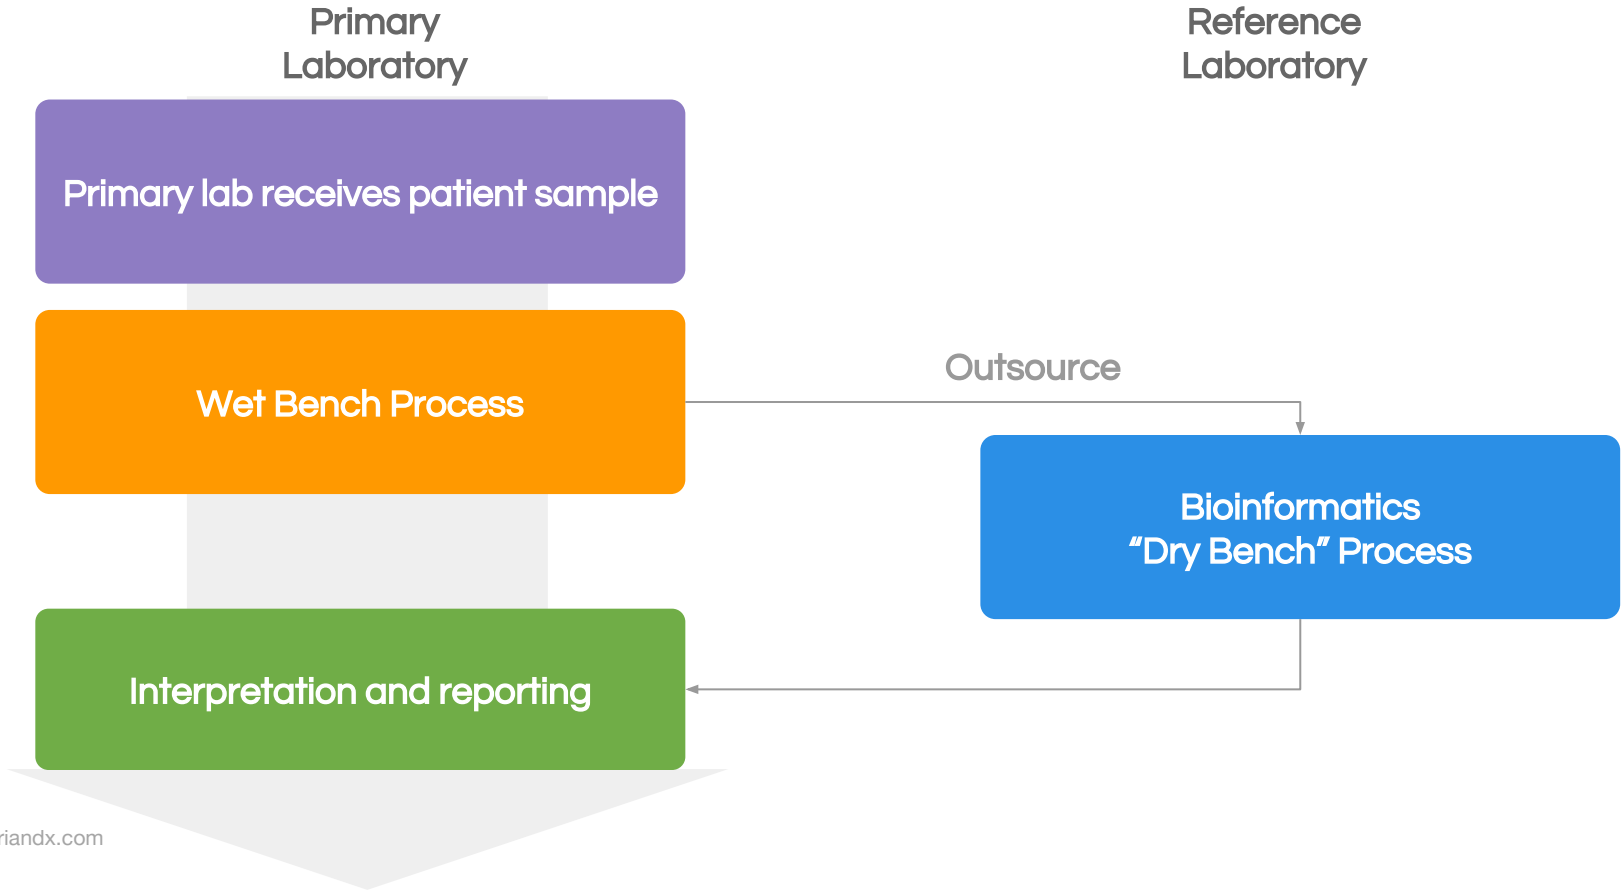 Primary
Laboratory
Reference
Laboratory
Primary lab receives patient sample
Outsource
Wet Bench Process
Bioinformatics
“Dry Bench” Process
Interpretation and reporting
riandx.com